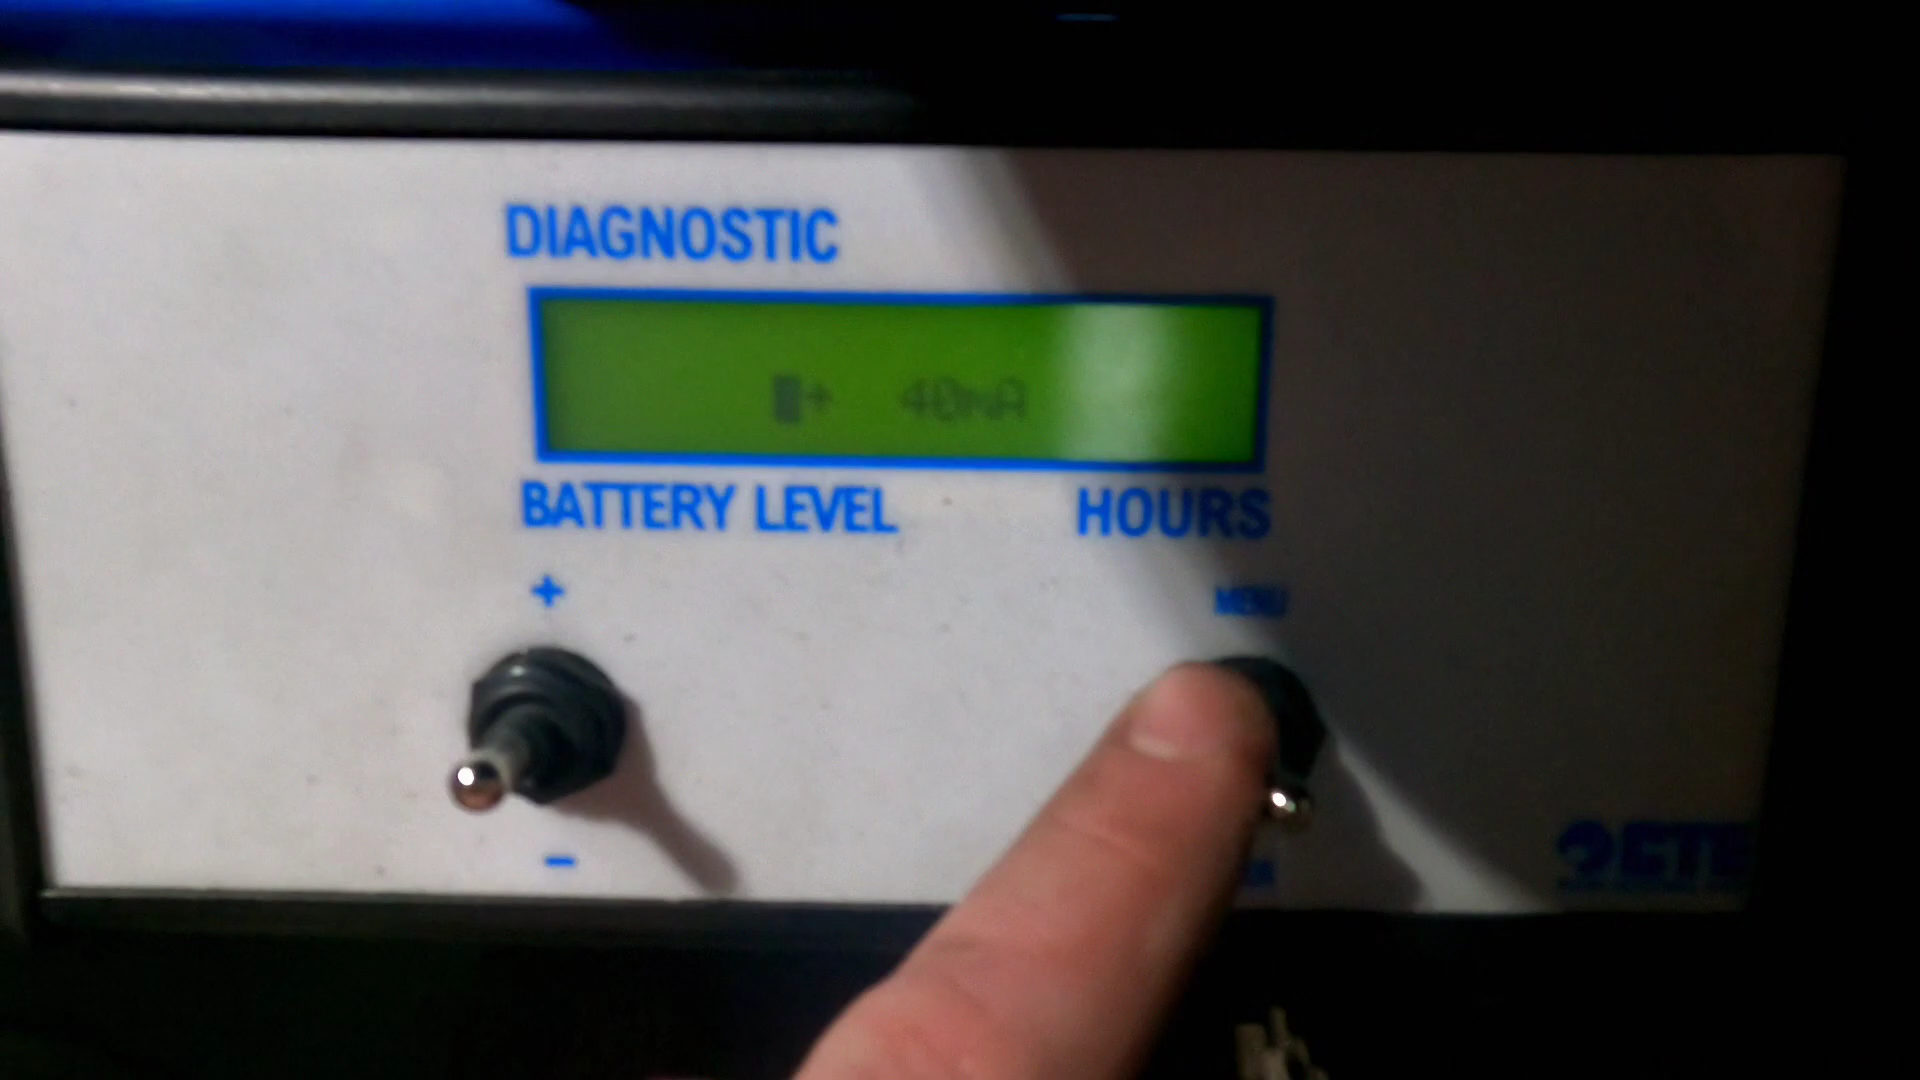 DIAGNOSTIC
+ 40mA
BATTERY LEVEL HOURS
+ MENU
-